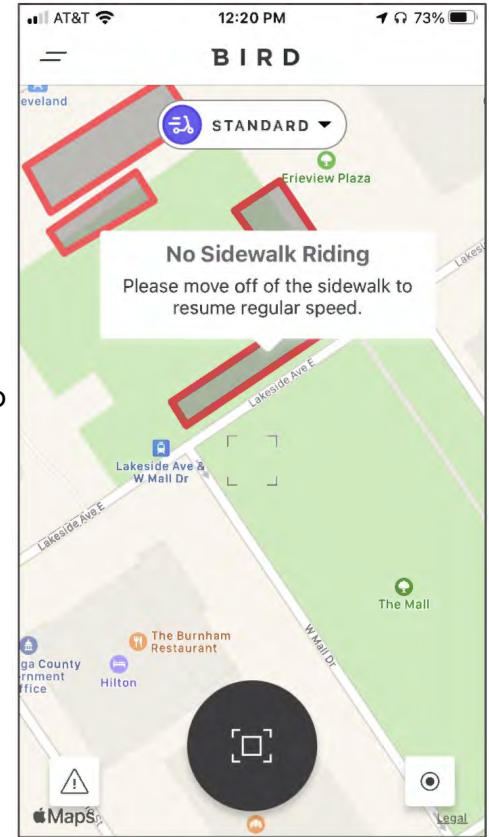 AT&T 12:20 PM 73%
BIRD
eveland
STANDARD
Erieview Plaza
No Sidewalk Riding
Please move off of the sidewalk to
resume regular speed.
Lakesi
Lakeside Ave E
Lakeside Ave &
W Mall Dr
Lakeside Ave E
The Mall
The Burnham
Restaurant
W Mall Dr
ga County
rnment
ffice
Hilton
Maps
Legal